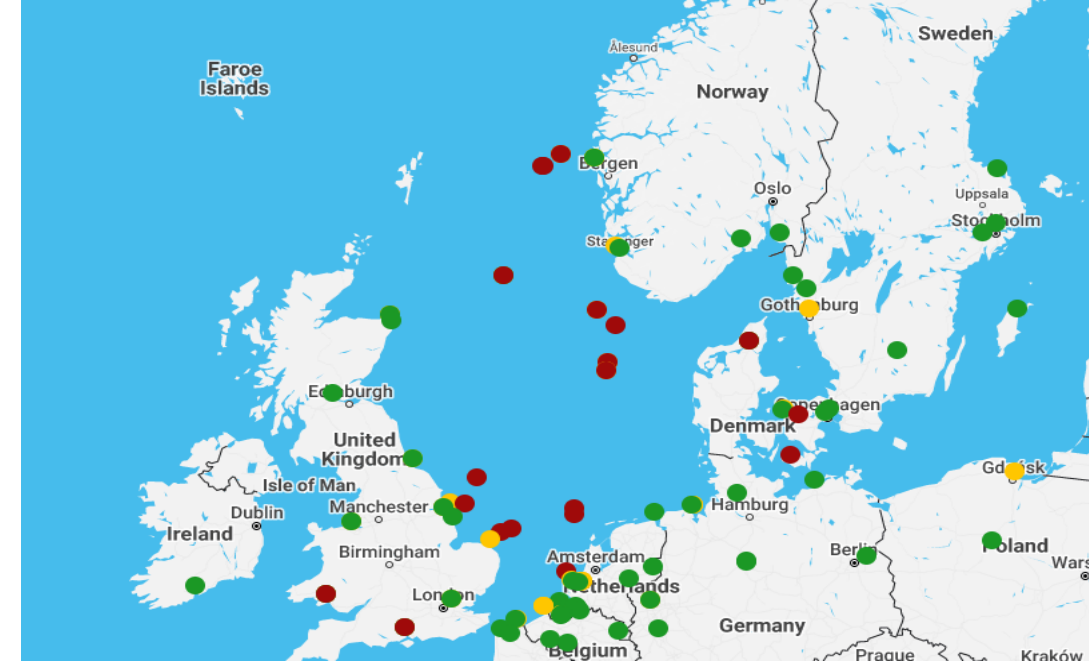 Sweden
Ålesund
Faroe
Islands
Norway
Bergen
Oslo
Uppsala
Stockholm
Stavanger
Gothenburg
Edinburgh
Copenhagen
Denmark
United
Kingdom
Gdańsk
Isle of Man
Manchester
Dublin
Hamburg
Ireland
Birmingham
Amsterdam
Berlin
Poland
Wars
Netherlands
London
Germany
Belgium
Prague
Kraków